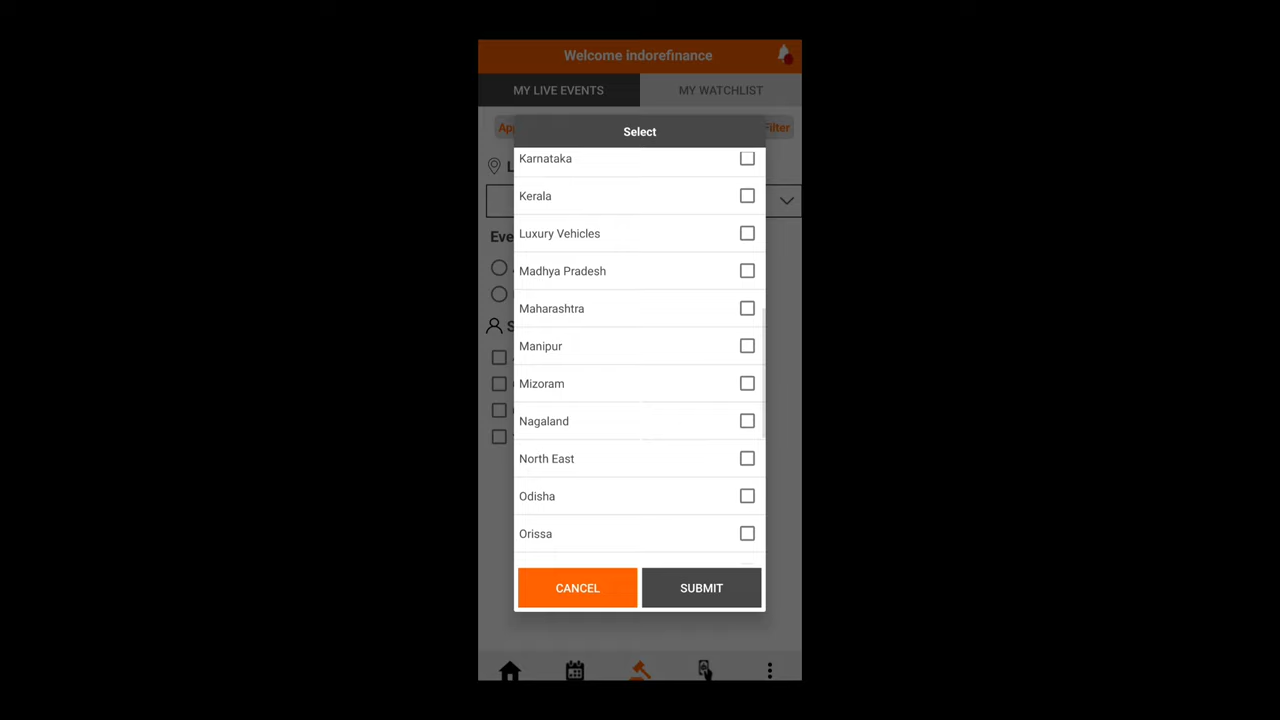 Welcome indorefinance
MY LIVE EVENTS
MY WATCHLIST
Select
Filter
Karnataka
Kerala
Luxury Vehicles
Madhya Pradesh
Maharashtra
Manipur
Mizoram
Nagaland
North East
Odisha
Orissa
CANCEL
SUBMIT